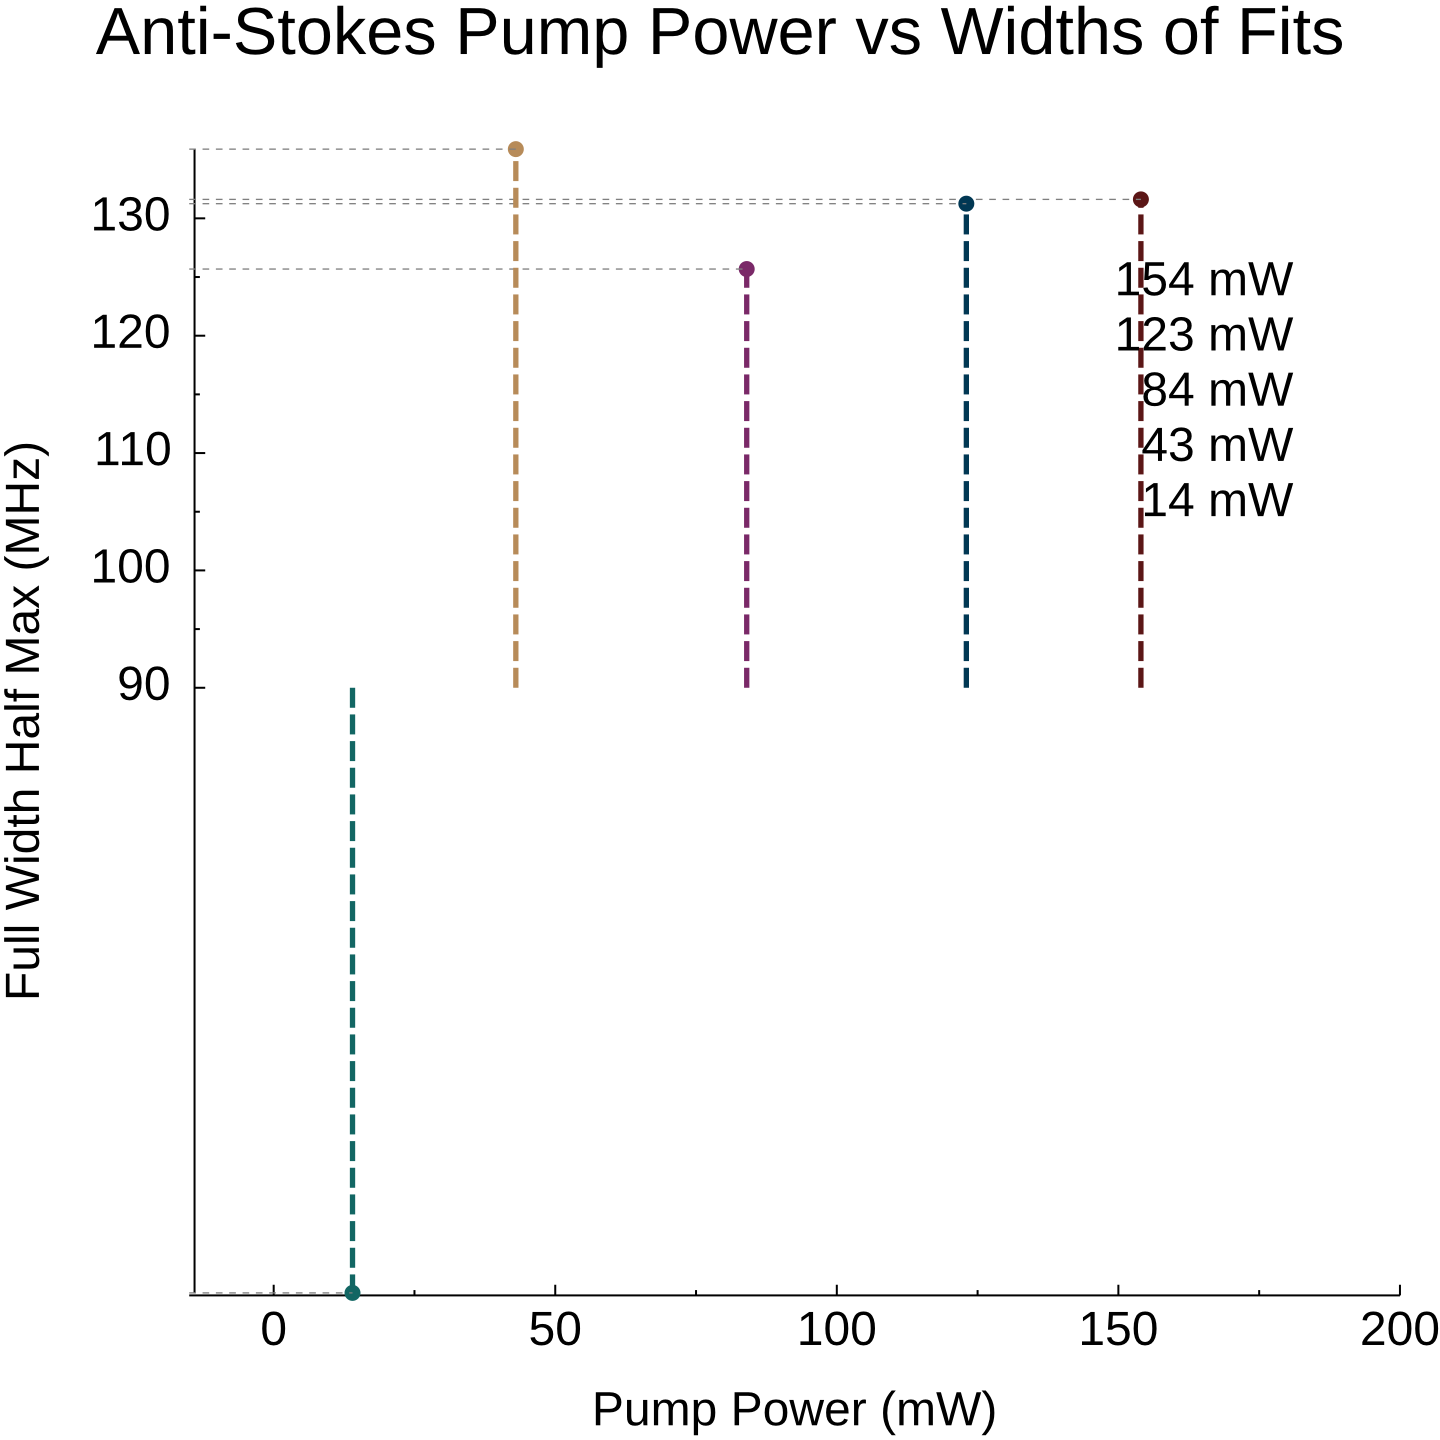 Anti-Stokes Pump Power vs Widths of Fits
130
120
110
100
90
Full Width Half Max (MHz)
154 mW
123 mW
84 mW
43 mW
14 mW
0 50 100 150 200
Pump Power (mW)